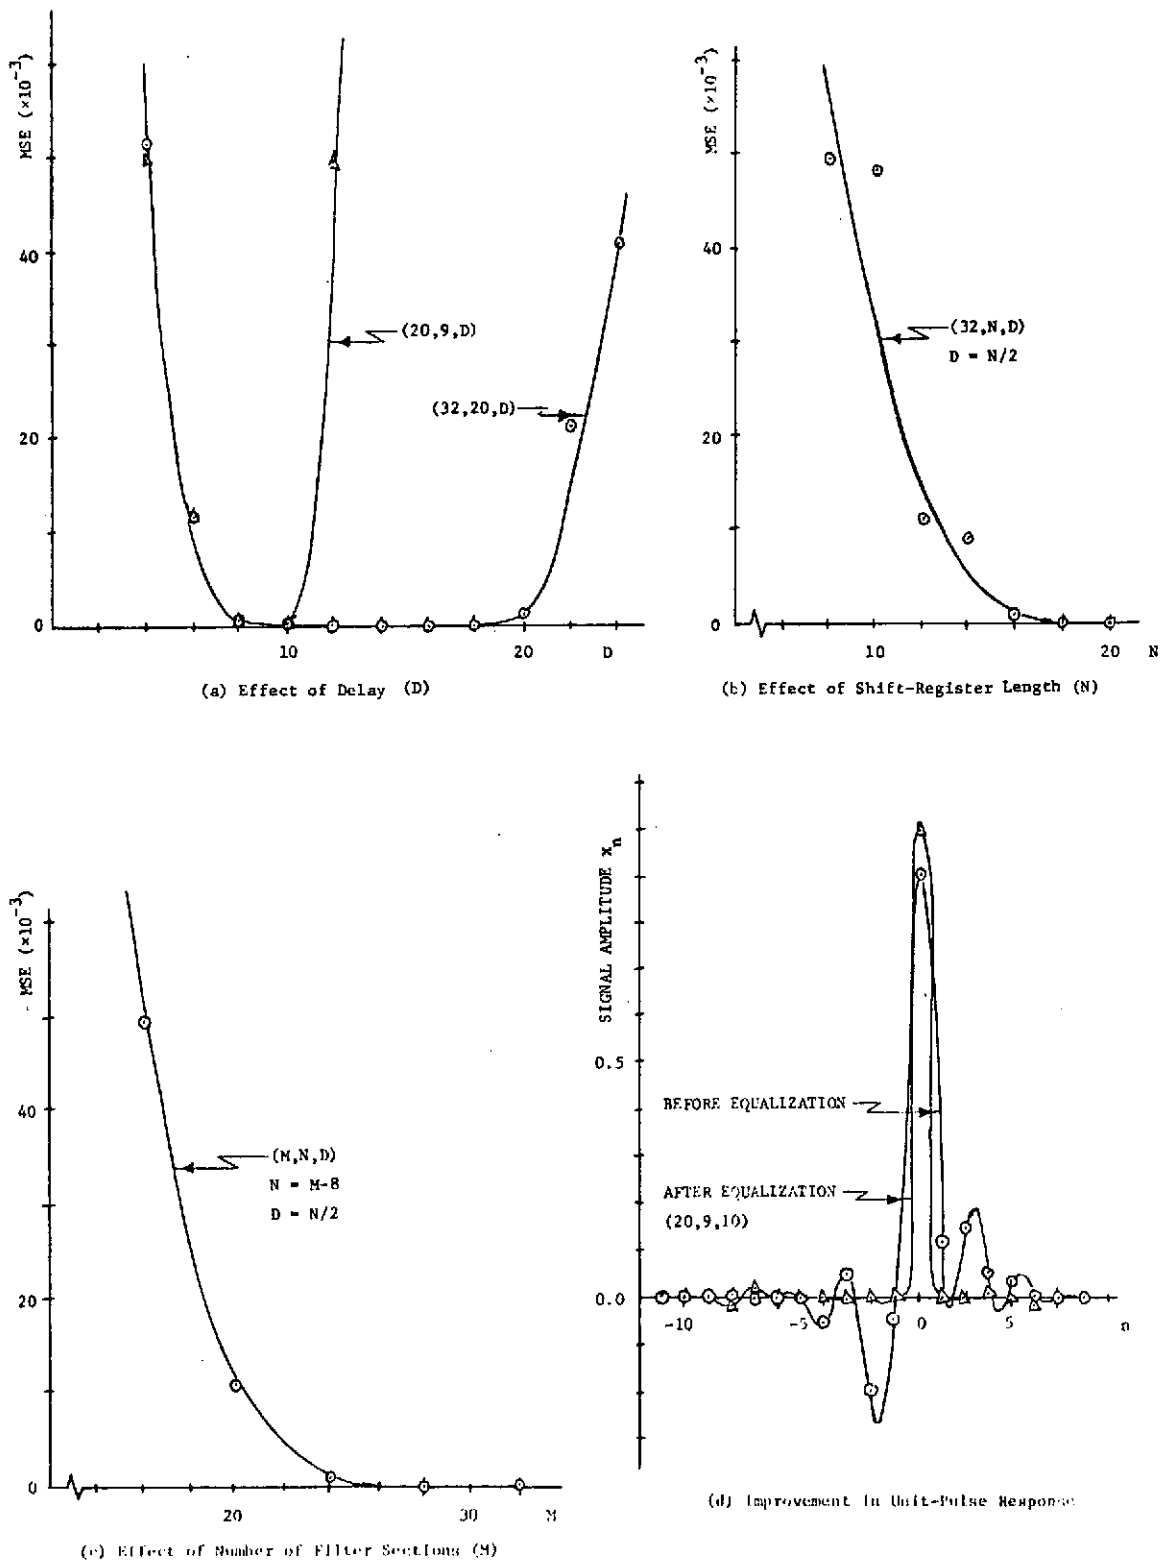 MSE (×10⁻³)
40
20
0
10
20
D
(20,9,D)
(32,20,D)
(a) Effect of Delay (D)
MSE (×10⁻³)
40
20
0
10
20
N
(32,N,D)
D = N/2
(b) Effect of Shift-Register Length (N)
MSE (×10⁻³)
40
20
0
20
30
M
(M,N,D)
N = M-8
D = N/2
(c) Effect of Number of Filter Sections (M)
SIGNAL AMPLITUDE xₙ
0.5
0.0
-10
-5
0
5
n
BEFORE EQUALIZATION
AFTER EQUALIZATION
(20,9,10)
(d) Improvement in Unit-Pulse Response